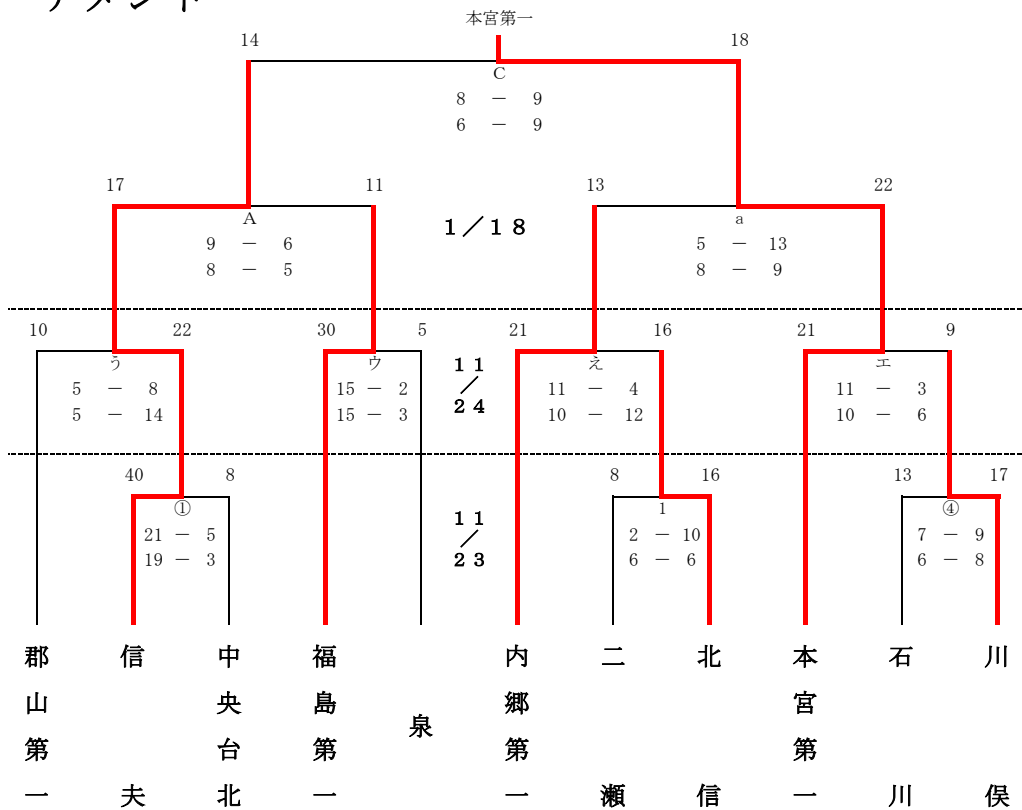 本宮第一
14 18
C
8 － 9
6 － 9
17 11 13 22
A a
1／18
9 － 6 5 － 13
8 － 5 8 － 9
10 22 30 5 21 16 21 9
う ウ え エ
11／24
5 － 8 15 － 2 11 － 4 11 － 3
5 － 14 15 － 3 10 － 12 10 － 6
40 8 8 16 13 17
① 1 ④
11／23
21 － 5 2 － 10 7 － 9
19 － 3 6 － 6 6 － 8
郡山第一
信夫
中央台北
福島第一
泉
内郷第一
二瀬
北信
本宮第一
石川
川俣